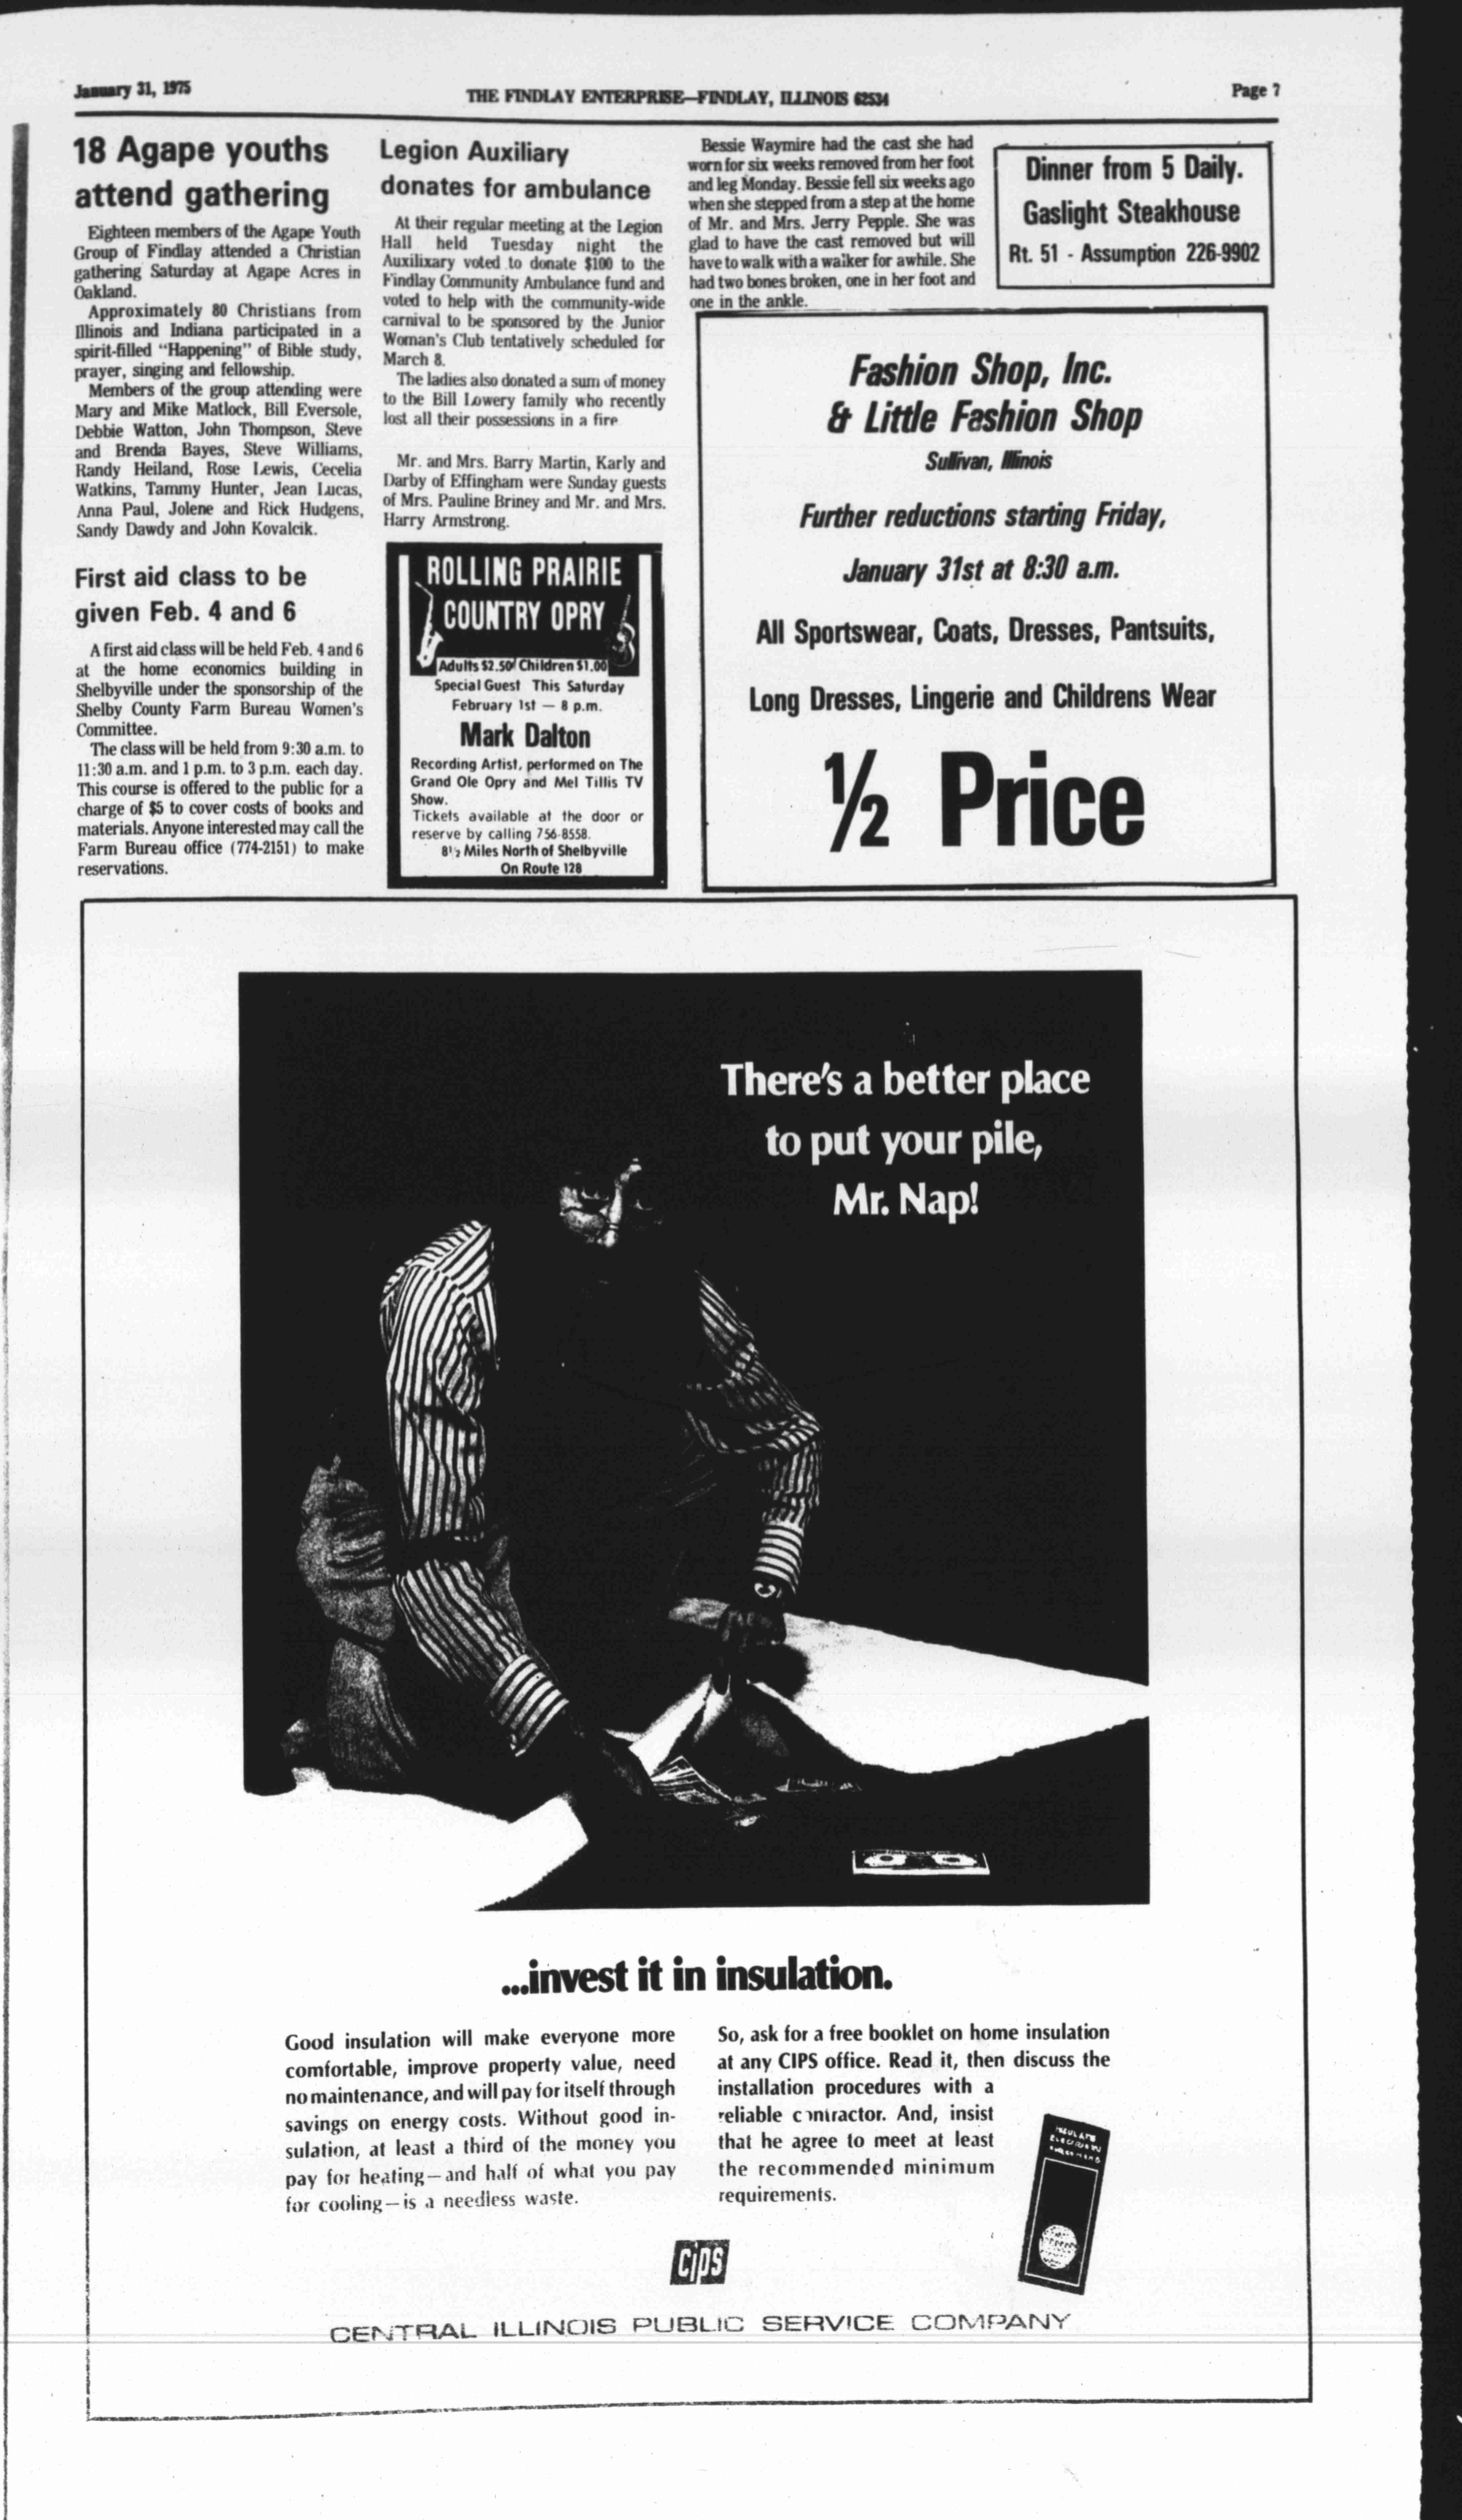 January 31, 1975
THE FINDLAY ENTERPRISE—FINDLAY, ILLINOIS 62534
Page 7
18 Agape youths
attend gathering
Eighteen members of the Agape Youth
Group of Findlay attended a Christian
gathering Saturday at Agape Acres in
Oakland.
Approximately 80 Christians from
Illinois and Indiana participated in a
spirit-filled "Happening" of Bible study,
prayer, singing and fellowship.
Members of the group attending were
Mary and Mike Matlock, Bill Eversole,
Debbie Watton, John Thompson, Steve
and Brenda Bayes, Steve Williams,
Randy Heiland, Rose Lewis, Cecelia
Watkins, Tammy Hunter, Jean Lucas,
Anna Paul, Jolene and Rick Hudgens,
Sandy Dawdy and John Kovalcik.
First aid class to be
given Feb. 4 and 6
A first aid class will be held Feb. 4 and 6
at the home economics building in
Shelbyville under the sponsorship of the
Shelby County Farm Bureau Women's
Committee.
The class will be held from 9:30 a.m. to
11:30 a.m. and 1 p.m. to 3 p.m. each day.
This course is offered to the public for a
charge of $5 to cover costs of books and
materials. Anyone interested may call the
Farm Bureau office (774-2151) to make
reservations.
Legion Auxiliary
donates for ambulance
At their regular meeting at the Legion
Hall held Tuesday night the
Auxilixary voted to donate $100 to the
Findlay Community Ambulance fund and
voted to help with the community-wide
carnival to be sponsored by the Junior
Woman's Club tentatively scheduled for
March 8.
The ladies also donated a sum of money
to the Bill Lowery family who recently
lost all their possessions in a fire
Mr. and Mrs. Barry Martin, Karly and
Darby of Effingham were Sunday guests
of Mrs. Pauline Briney and Mr. and Mrs.
Harry Armstrong.
ROLLING PRAIRIE
COUNTRY OPRY
Adults $2.50 Children $1.00
Special Guest This Saturday
February 1st — 8 p.m.
Mark Dalton
Recording Artist, performed on The
Grand Ole Opry and Mel Tillis TV
Show.
Tickets available at the door or
reserve by calling 756-8558.
8½ Miles North of Shelbyville
On Route 128
Bessie Waymire had the cast she had
worn for six weeks removed from her foot
and leg Monday. Bessie fell six weeks ago
when she stepped from a step at the home
of Mr. and Mrs. Jerry Pepple. She was
glad to have the cast removed but will
have to walk with a walker for awhile. She
had two bones broken, one in her foot and
one in the ankle.
Dinner from 5 Daily.
Gaslight Steakhouse
Rt. 51 - Assumption 226-9902
Fashion Shop, Inc.
& Little Fashion Shop
Sullivan, Illinois
Further reductions starting Friday,
January 31st at 8:30 a.m.
All Sportswear, Coats, Dresses, Pantsuits,
Long Dresses, Lingerie and Childrens Wear
½ Price
There's a better place
to put your pile,
Mr. Nap!
...invest it in insulation.
Good insulation will make everyone more
comfortable, improve property value, need
no maintenance, and will pay for itself through
savings on energy costs. Without good in-
sulation, at least a third of the money you
pay for heating—and half of what you pay
for cooling—is a needless waste.
So, ask for a free booklet on home insulation
at any CIPS office. Read it, then discuss the
installation procedures with a
reliable contractor. And, insist
that he agree to meet at least
the recommended minimum
requirements.
CIPS
CENTRAL ILLINOIS PUBLIC SERVICE COMPANY